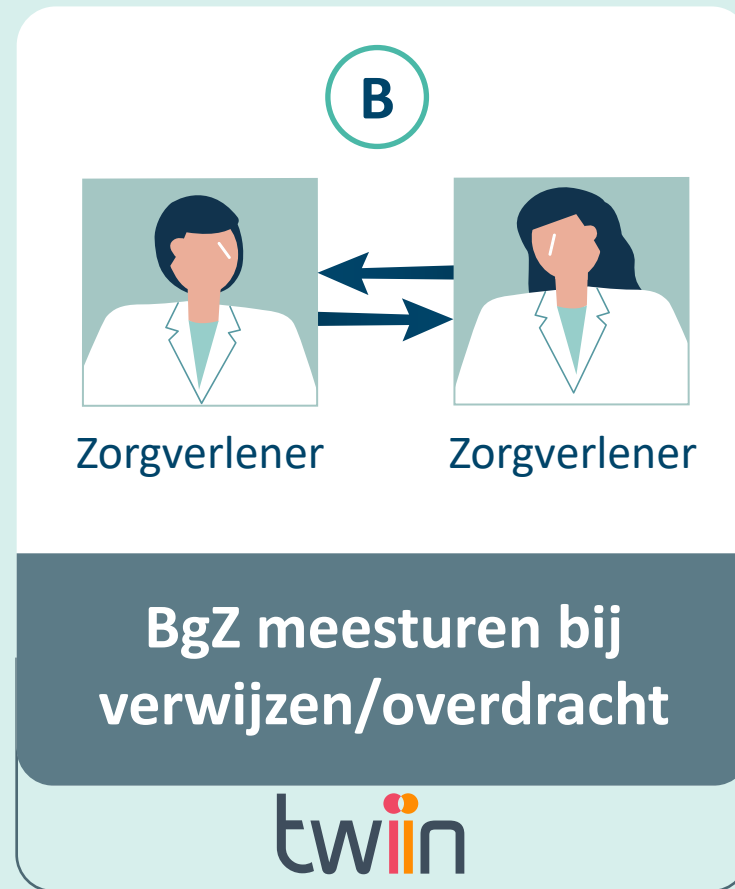 B
Zorgverlener Zorgverlener
BgZ meesturen bij
verwijzen/overdracht
twiin